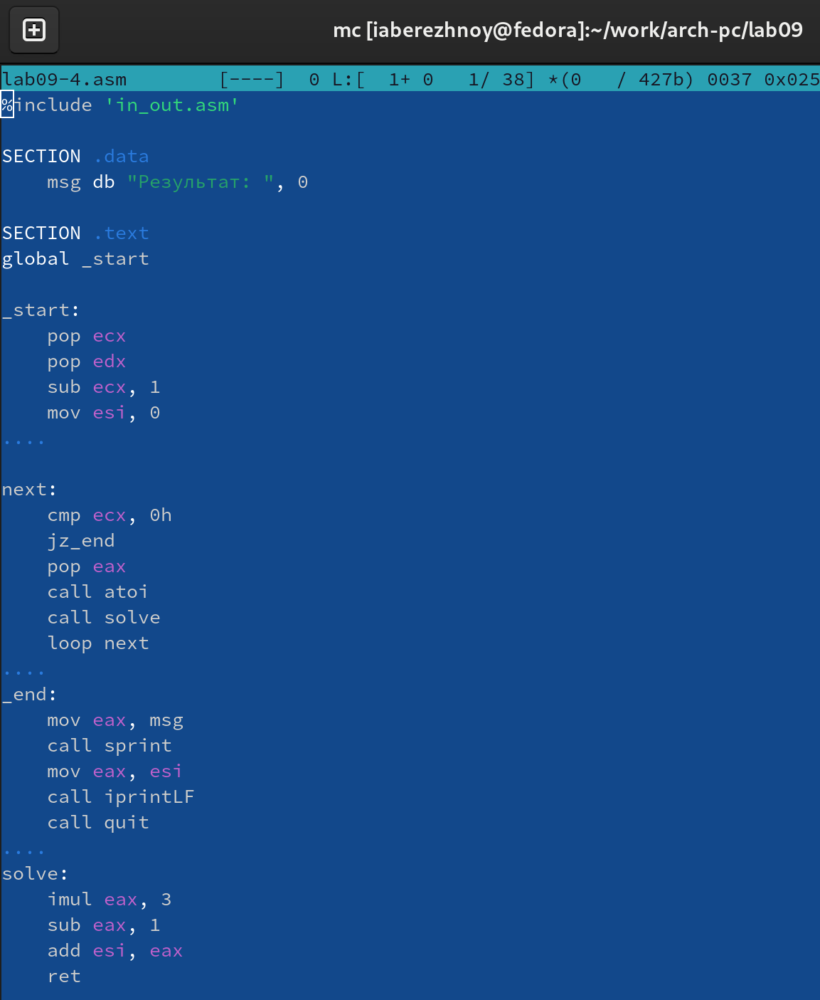 mc [iaberezhnoy@fedora]:~/work/arch-pc/lab09
lab09-4.asm [----] 0 L:[ 1+ 0 1/ 38] *(0 / 427b) 0037 0x025
%include 'in_out.asm'
SECTION .data
msg db "Результат: ", 0
SECTION .text
global _start
_start:
pop ecx
pop edx
sub ecx, 1
mov esi, 0
....
next:
cmp ecx, 0h
jz_end
pop eax
call atoi
call solve
loop next
....
_end:
mov eax, msg
call sprint
mov eax, esi
call iprintLF
call quit
....
solve:
imul eax, 3
sub eax, 1
add esi, eax
ret